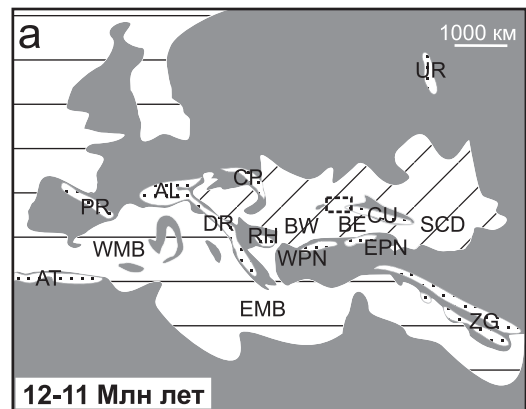 а
1000 км
UR
CP
AL
PR
DR
CU
BW
BE
SCD
RH
WMB
WPN
EPN
AT
EMB
ZG
12-11 Млн лет